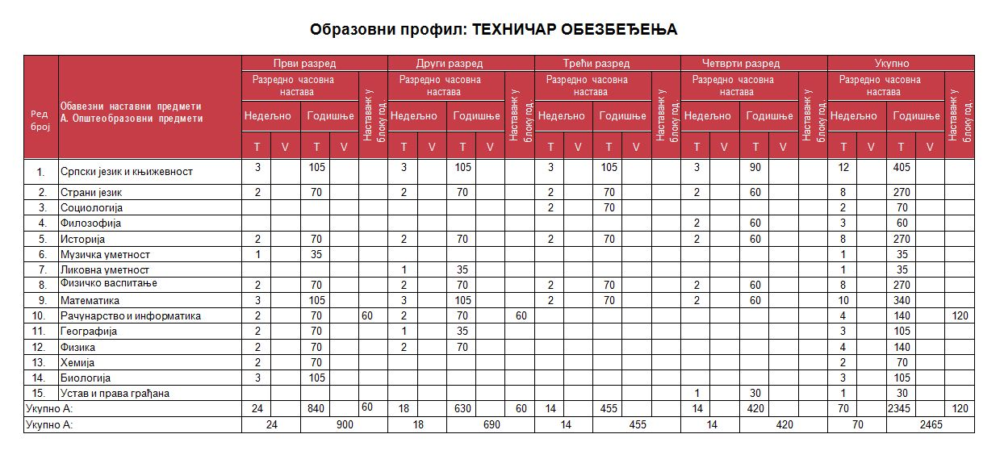 Образовни профил: ТЕХНИЧАР ОБЕЗБЕЂЕЊА
Ред број Обавезни наставни предмети А. Општеобразовни предмети Први разред Други разред Трећи разред Четврти разред Укупно
Разредно часовна настава Наставанк у блоку год. Разредно часовна настава Наставанк у блоку год. Разредно часовна настава Наставанк у блоку год. Разредно часовна настава Наставанк у блоку год. Разредно часовна настава Наставанк у блоку год.
Недељно Годишње Недељно Годишње Недељно Годишње Недељно Годишње Недељно Годишње
T V T V T V T V T V T V T V T V T V T V
1. Српски језик и књижевност 3 105 3 105 3 105 3 90 12 405
2. Страни језик 2 70 2 70 2 70 2 60 8 270
3. Социологија 2 70 2 70
4. Филозофија 2 60 3 60
5. Историја 2 70 2 70 2 70 2 60 8 270
6. Музичка уметност 1 35 1 35
7. Ликовна уметност 1 35 1 35
8. Физичко васпитање 2 70 2 70 2 70 2 60 8 270
9. Математика 3 105 3 105 2 70 2 60 10 340
10. Рачунарство и информатика 2 70 60 2 70 60 4 140 120
11. Географија 2 70 1 35 3 105
12. Физика 2 70 2 70 4 140
13. Хемија 2 70 2 70
14. Биологија 3 105 3 105
15. Устав и права грађана 1 30 1 30
Укупно А: 24 840 60 18 630 60 14 455 14 420 70 2345 120
Укупно А: 24 900 18 690 14 455 14 420 70 2465